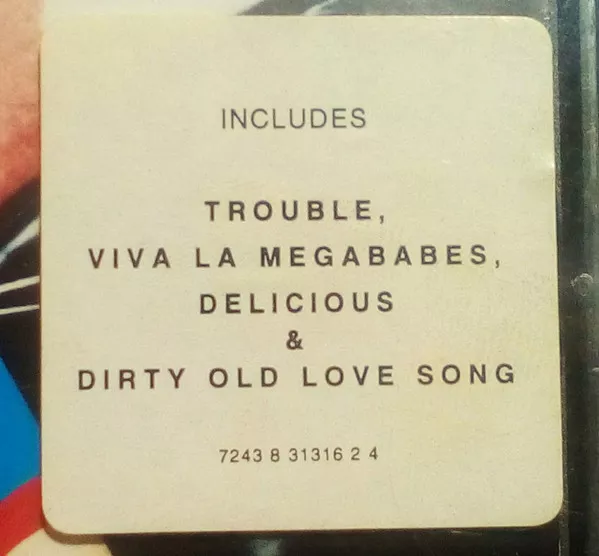 INCLUDES
TROUBLE,
VIVA LA MEGABABES,
DELICIOUS
&
DIRTY OLD LOVE SONG
7243 8 31316 2 4